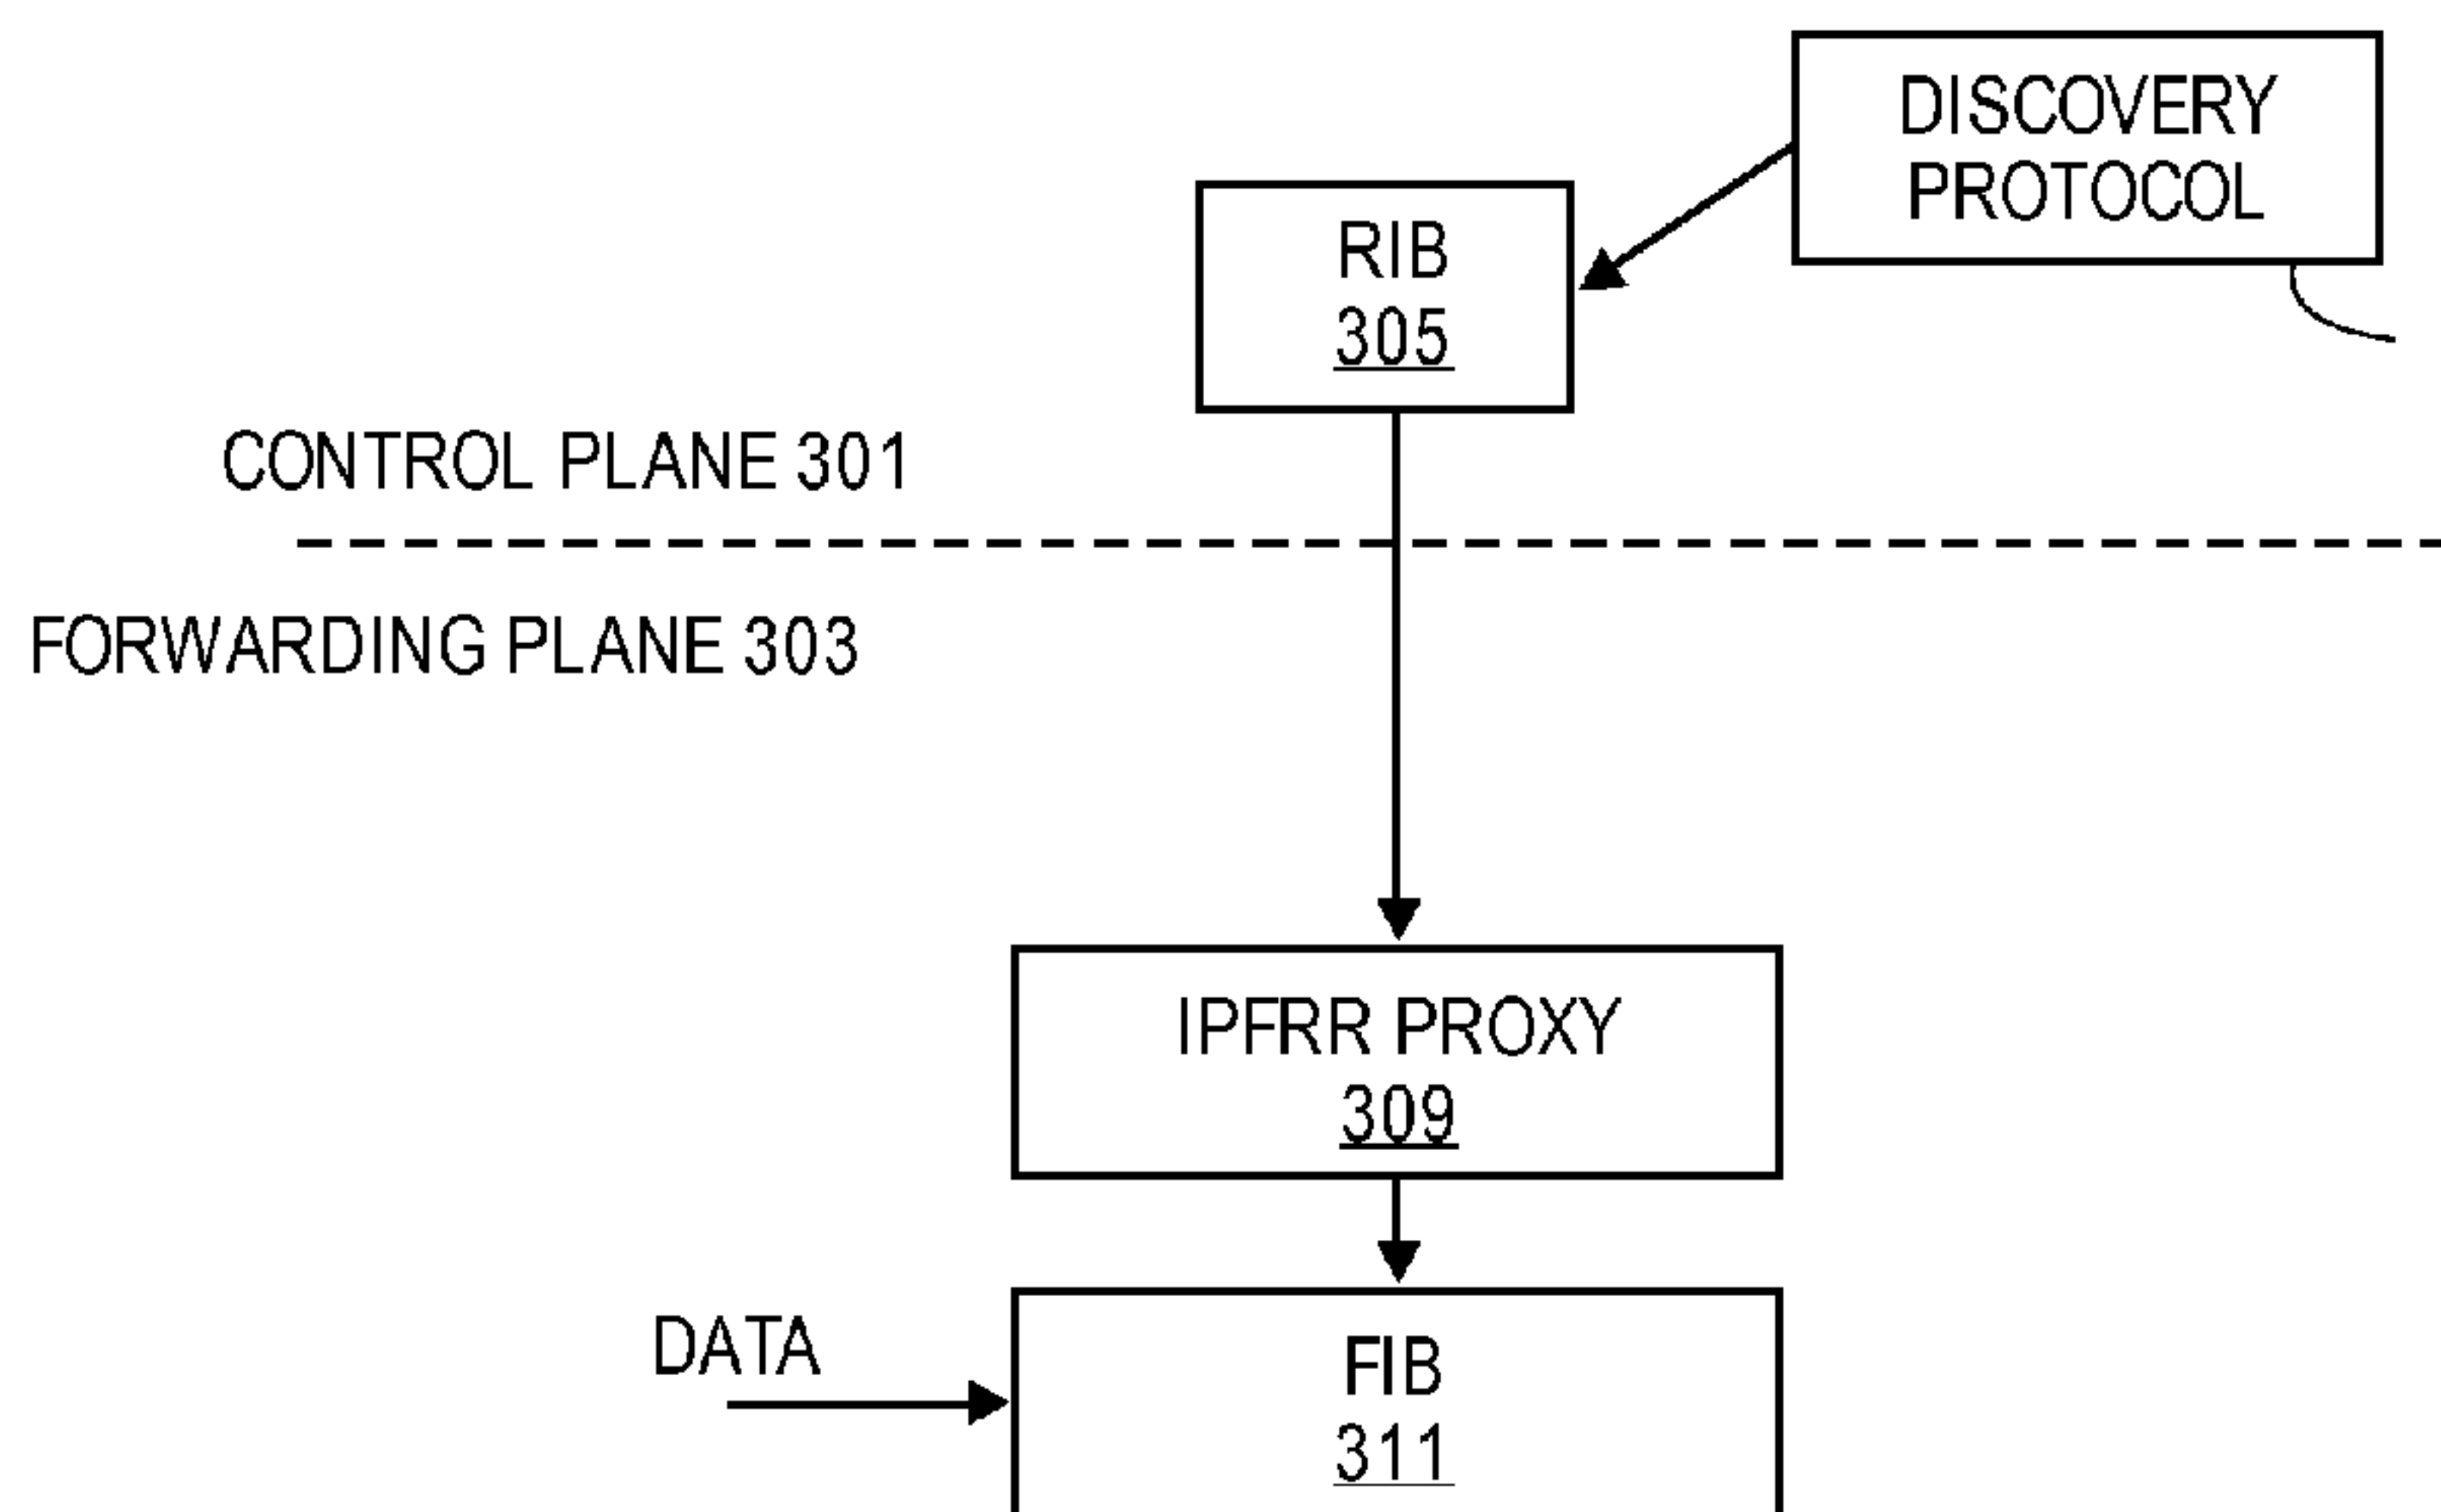 DISCOVERY
PROTOCOL
RIB
305
CONTROL PLANE 301
FORWARDING PLANE 303
IPFRR PROXY
309
DATA
FIB
311